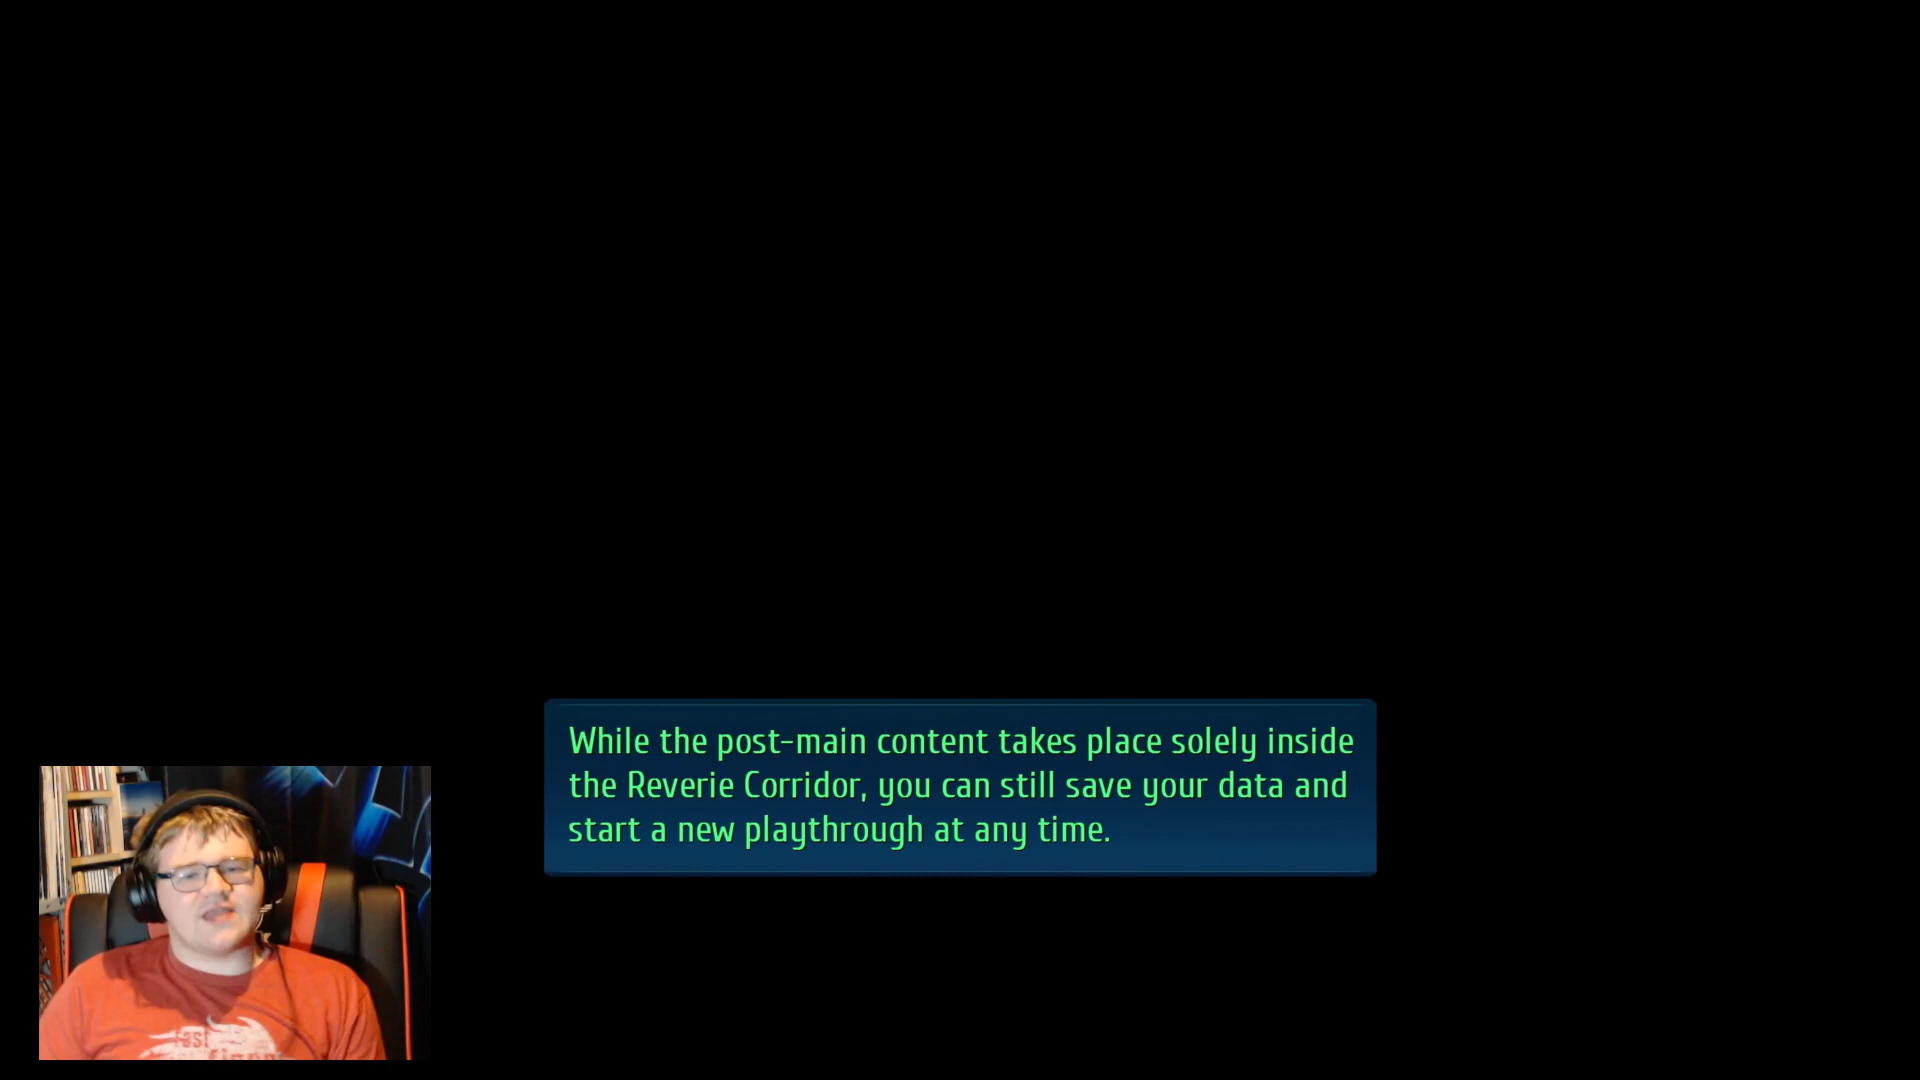 While the post-main content takes place solely inside
the Reverie Corridor, you can still save your data and
start a new playthrough at any time.
fast